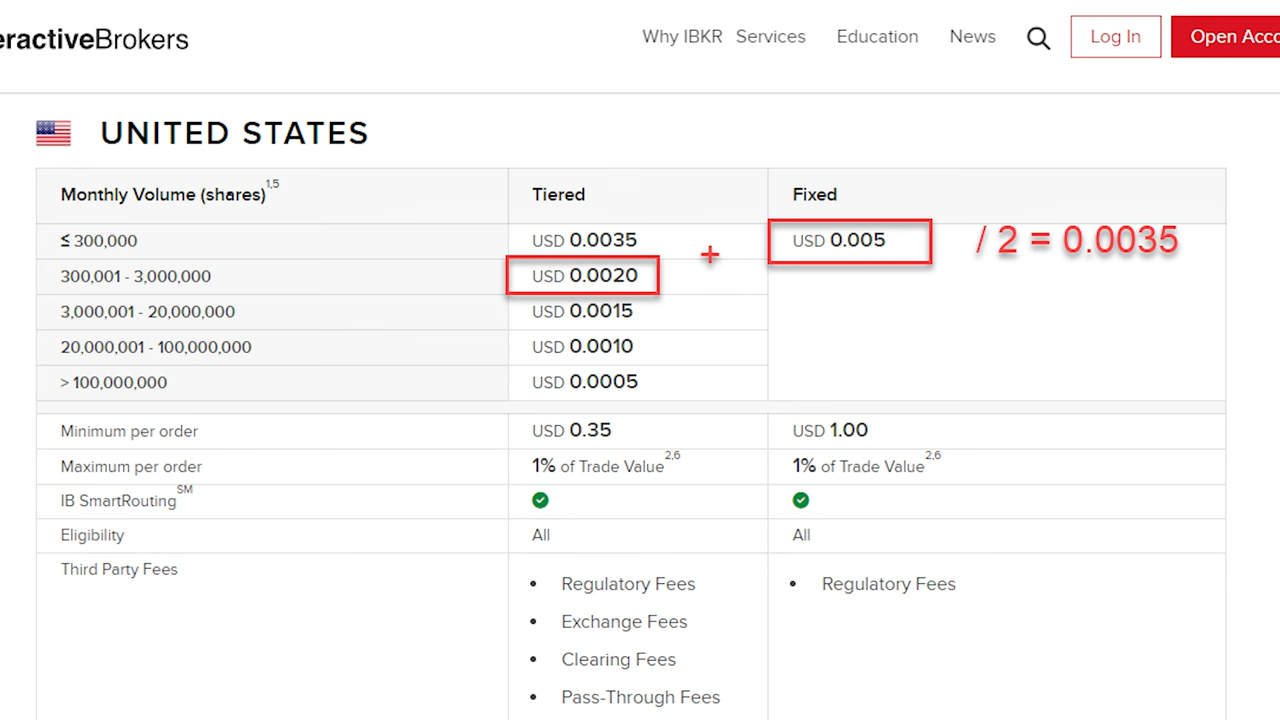 eractiveBrokers
Why IBKR Services Education News Log In Open Acco
UNITED STATES
Monthly Volume (shares)1,5 Tiered Fixed
≤ 300,000 USD 0.0035 + USD 0.005 / 2 = 0.0035
300,001 - 3,000,000 USD 0.0020
3,000,001 - 20,000,000 USD 0.0015
20,000,001 - 100,000,000 USD 0.0010
> 100,000,000 USD 0.0005
Minimum per order USD 0.35 USD 1.00
Maximum per order 1% of Trade Value2,6 1% of Trade Value2,6
IB SmartRoutingSM
Eligibility All All
Third Party Fees
• Regulatory Fees • Regulatory Fees
• Exchange Fees
• Clearing Fees
• Pass-Through Fees